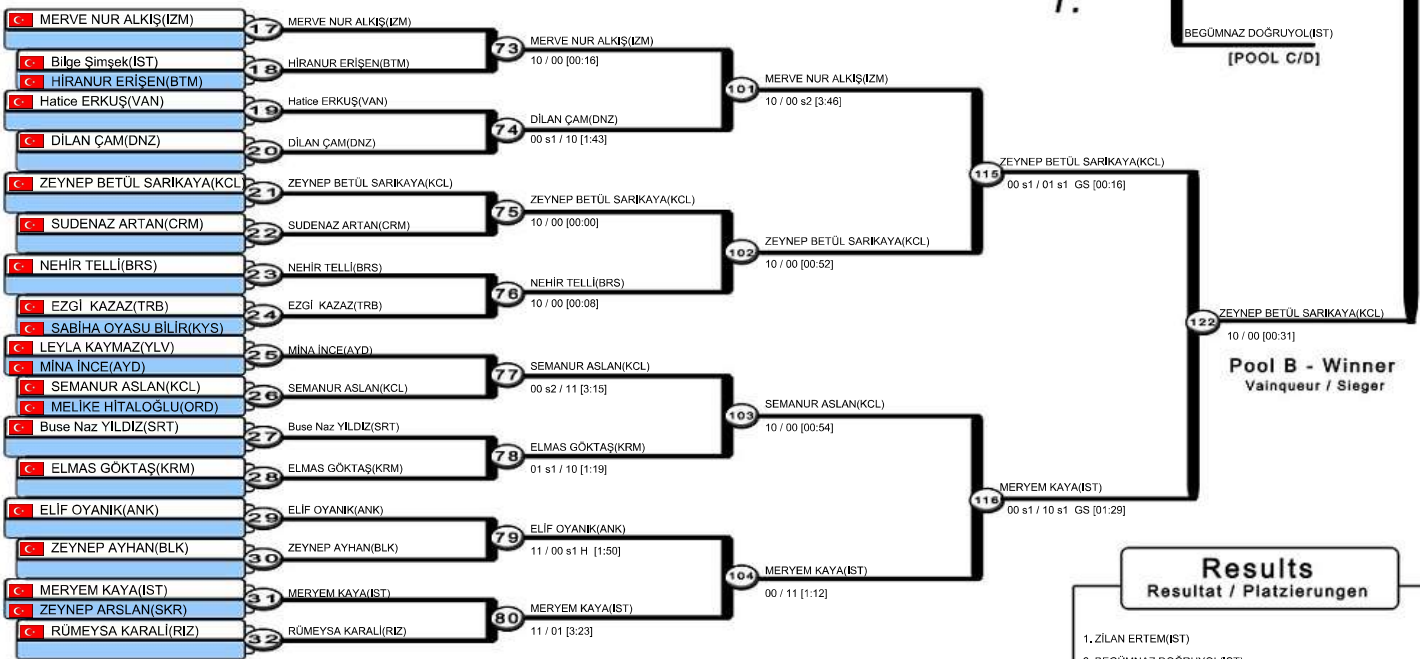 MERVE NUR ALKIŞ(IZM)
Bilge Şimşek(IST)
HİRANUR ERİŞEN(BTM)
Hatice ERKUŞ(VAN)
DİLAN ÇAM(DNZ)
ZEYNEP BETÜL SARIKAYA(KCL)
SUDENAZ ARTAN(CRM)
NEHİR TELLİ(BRS)
EZGİ KAZAZ(TRB)
SABİHA OYASU BİLİR(KYS)
LEYLA KAYMAZ(YLV)
MİNA İNCE(AYD)
SEMANUR ASLAN(KCL)
MELİKE HİTALOĞLU(ORD)
Buse Naz YILDIZ(SRT)
ELMAS GÖKTAŞ(KRM)
ELİF OYANIK(ANK)
ZEYNEP AYHAN(BLK)
MERYEM KAYA(IST)
ZEYNEP ARSLAN(SKR)
RÜMEYSA KARALİ(RIZ)
17
MERVE NUR ALKIŞ(IZM)
18
HİRANUR ERİŞEN(BTM)
19
Hatice ERKUŞ(VAN)
20
DİLAN ÇAM(DNZ)
21
ZEYNEP BETÜL SARIKAYA(KCL)
22
SUDENAZ ARTAN(CRM)
23
NEHİR TELLİ(BRS)
24
EZGİ KAZAZ(TRB)
25
MİNA İNCE(AYD)
26
SEMANUR ASLAN(KCL)
27
Buse Naz YILDIZ(SRT)
28
ELMAS GÖKTAŞ(KRM)
29
ELİF OYANIK(ANK)
30
ZEYNEP AYHAN(BLK)
31
MERYEM KAYA(IST)
32
RÜMEYSA KARALİ(RIZ)
73
MERVE NUR ALKIŞ(IZM)
10 / 00 [00:16]
74
DİLAN ÇAM(DNZ)
00 s1 / 10 [1:43]
75
ZEYNEP BETÜL SARIKAYA(KCL)
10 / 00 [00:00]
76
NEHİR TELLİ(BRS)
10 / 00 [00:08]
77
SEMANUR ASLAN(KCL)
00 s2 / 11 [3:15]
78
ELMAS GÖKTAŞ(KRM)
01 s1 / 10 [1:19]
79
ELİF OYANIK(ANK)
11 / 00 s1 H [1:50]
80
MERYEM KAYA(IST)
11 / 01 [3:23]
101
MERVE NUR ALKIŞ(IZM)
10 / 00 s2 [3:46]
102
ZEYNEP BETÜL SARIKAYA(KCL)
10 / 00 [00:52]
103
SEMANUR ASLAN(KCL)
10 / 00 [00:54]
104
MERYEM KAYA(IST)
00 / 11 [1:12]
115
ZEYNEP BETÜL SARIKAYA(KCL)
00 s1 / 01 s1 GS [00:16]
116
MERYEM KAYA(IST)
00 s1 / 10 s1 GS [01:29]
BEGÜMNAZ DOĞRUYOL(IST)
[POOL C/D]
122
ZEYNEP BETÜL SARIKAYA(KCL)
10 / 00 [00:31]
Pool B - Winner
Vainqueur / Sieger
Results
Resultat / Platzierungen
1. ZİLAN ERTEM(IST)